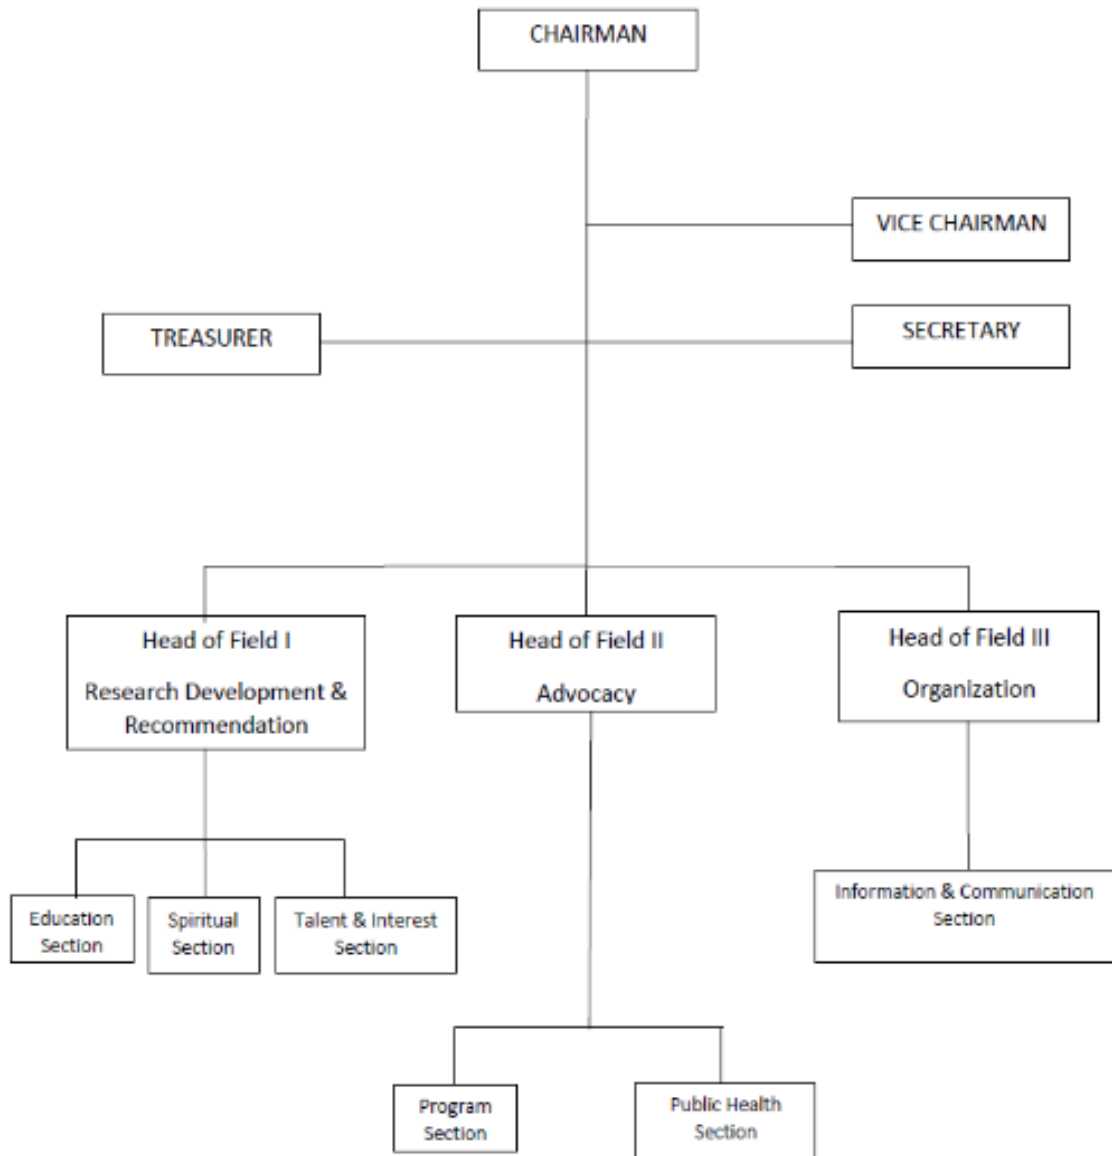 CHAIRMAN
VICE CHAIRMAN
TREASURER
SECRETARY
Head of Field I
Research Development &
Recommendation
Head of Field II
Advocacy
Head of Field III
Organization
Education
Section
Spiritual
Section
Talent & Interest
Section
Information & Communication
Section
Program
Section
Public Health
Section